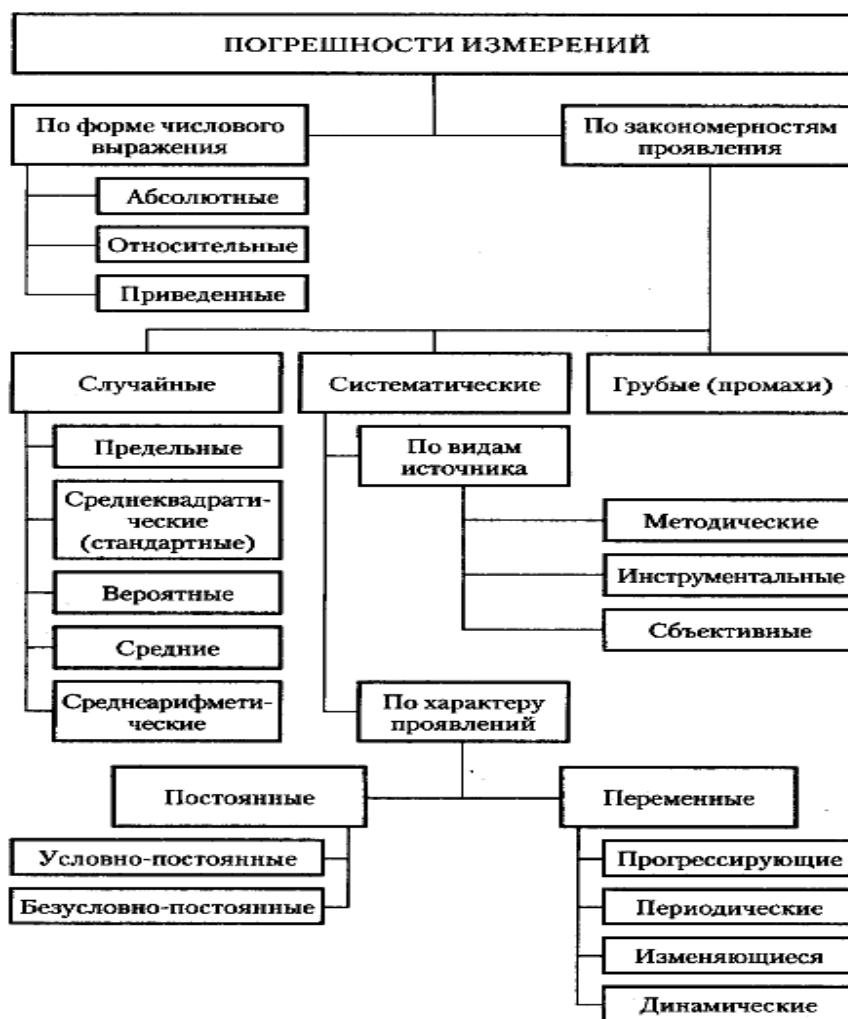 ПОГРЕШНОСТИ ИЗМЕРЕНИЙ
По форме числового
выражения
По закономерностям
проявления
Абсолютные
Относительные
Приведенные
Случайные
Систематические
Грубые (промахи)
Предельные
Среднеквадрати-
ческие
(стандартные)
Вероятные
Средние
Среднеарифмети-
ческие
По видам
источника
Методические
Инструментальные
Сбъективные
По характеру
проявлений
Постоянные
Переменные
Условно-постоянные
Безусловно-постоянные
Прогрессирующие
Периодические
Изменяющиеся
Динамические